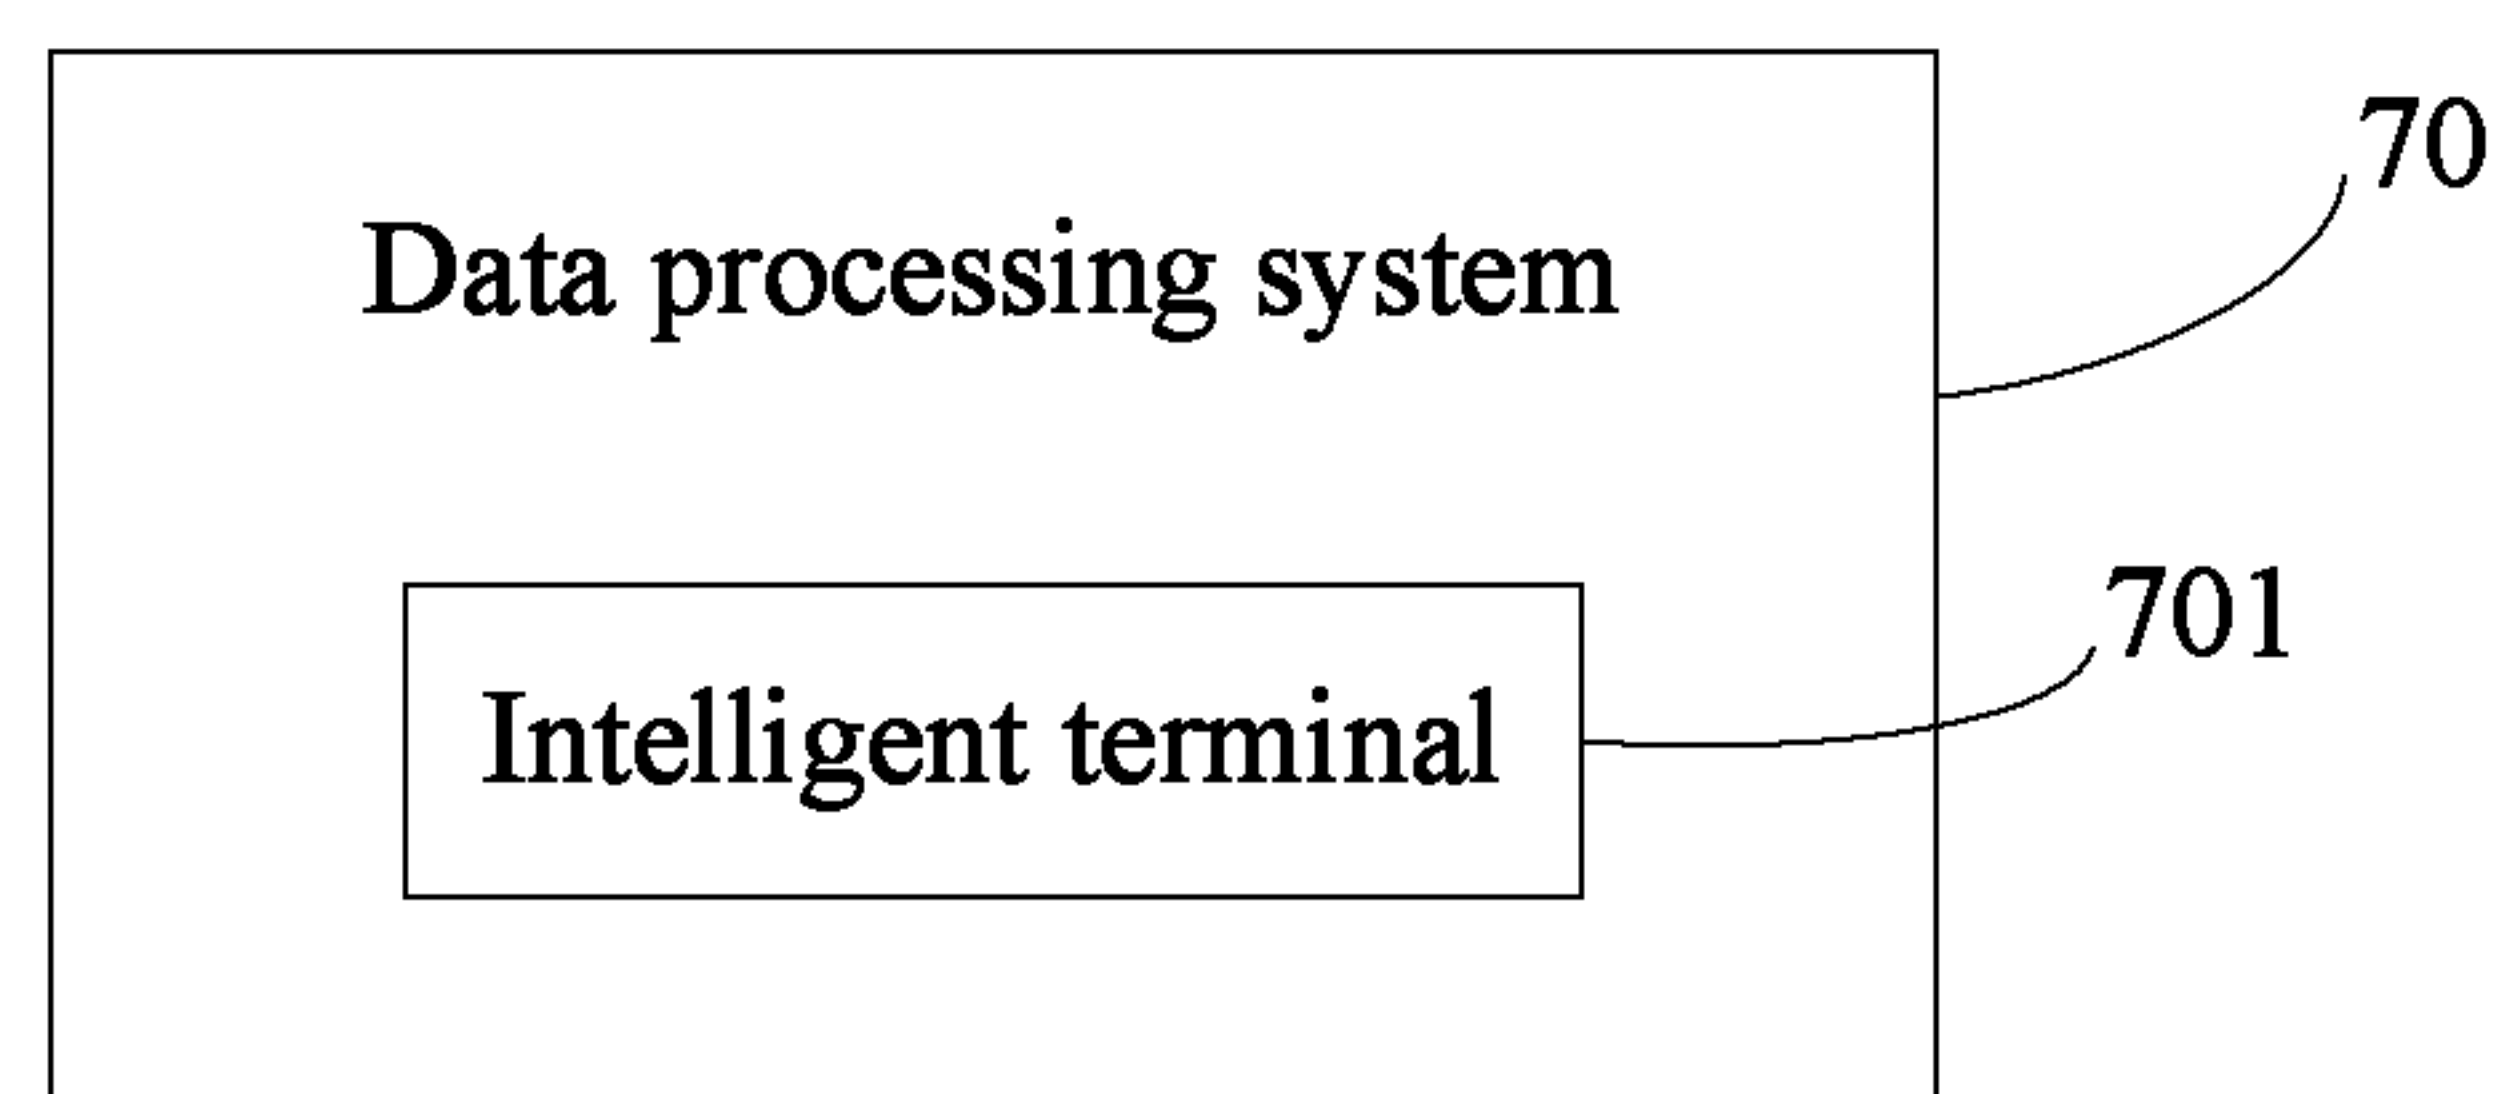 70
Data processing system
701
Intelligent terminal